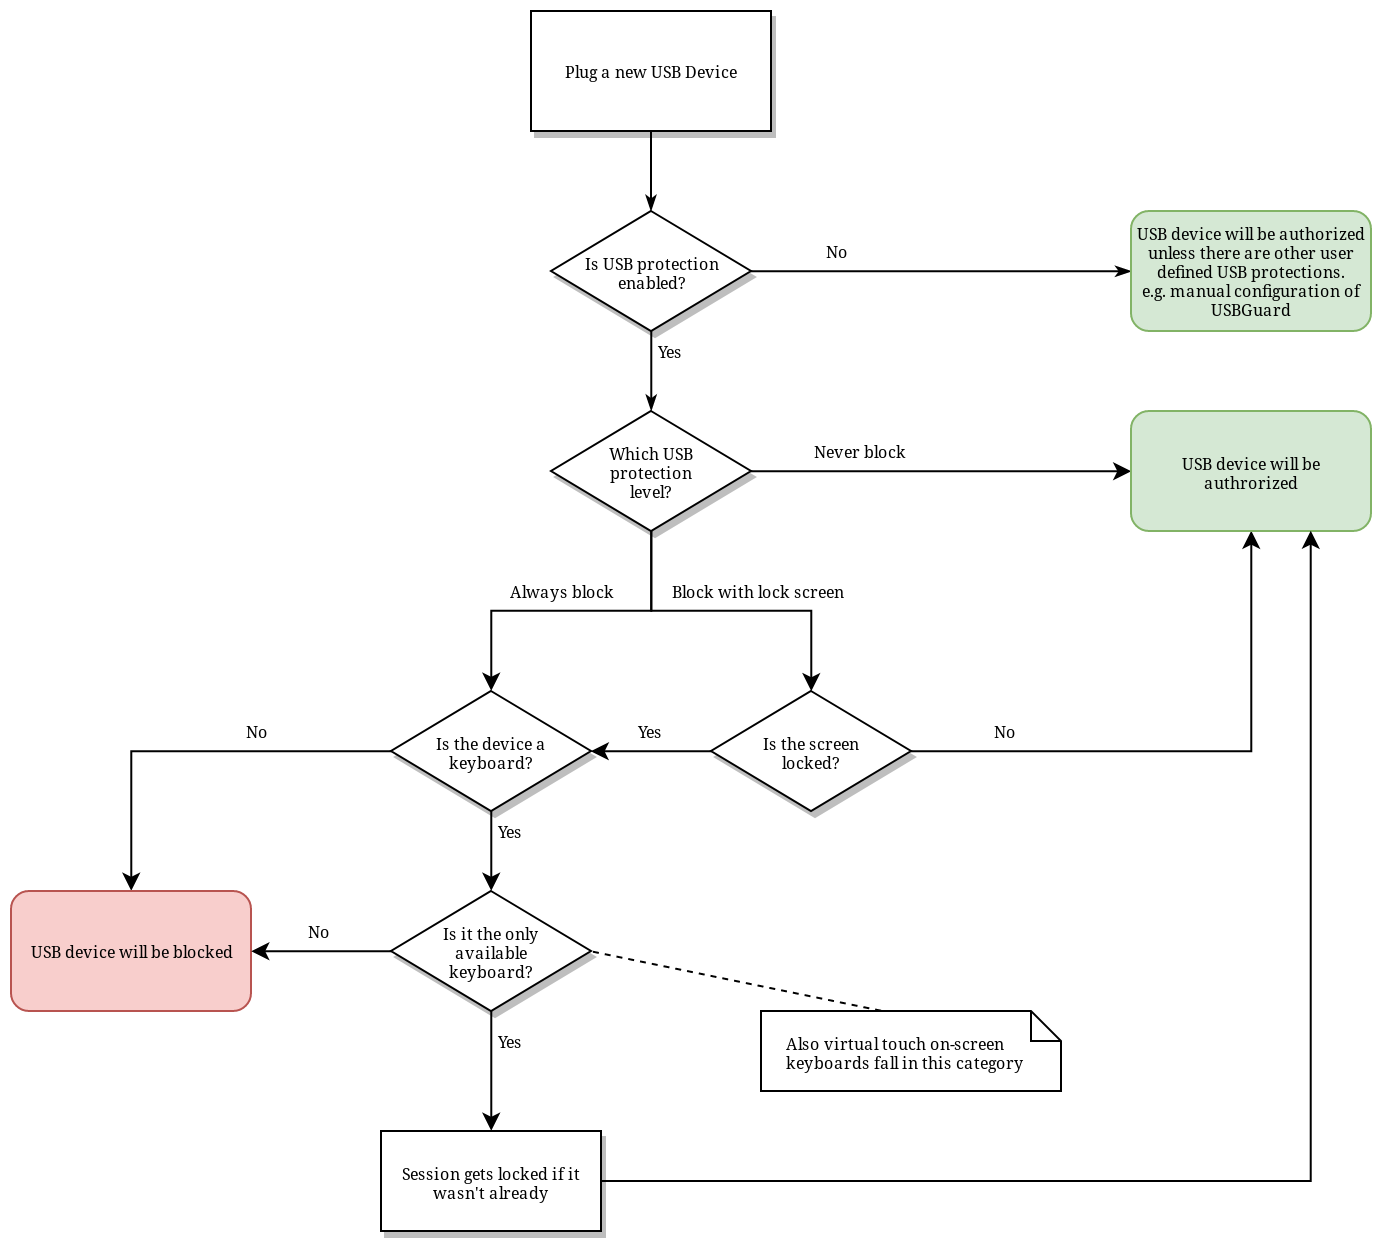 Plug a new USB Device
Is USB protection
enabled?
No
USB device will be authorized
unless there are other user
defined USB protections.
e.g. manual configuration of
USBGuard
Yes
Which USB
protection
level?
Never block
USB device will be
authrorized
Always block
Block with lock screen
No
Is the device a
keyboard?
Yes
Is the screen
locked?
No
Yes
USB device will be blocked
No
Is it the only
available
keyboard?
Yes
Also virtual touch on-screen
keyboards fall in this category
Session gets locked if it
wasn't already